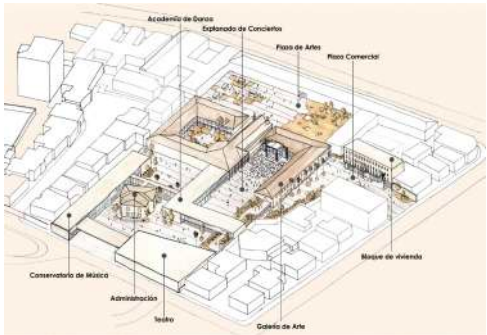 Academia de Danza
Explanada de Conciertos
Plaza de Artes
Plaza Comercial
Conservatorio de Música
Administración
Teatro
Galería de Arte
Bloque de vivienda